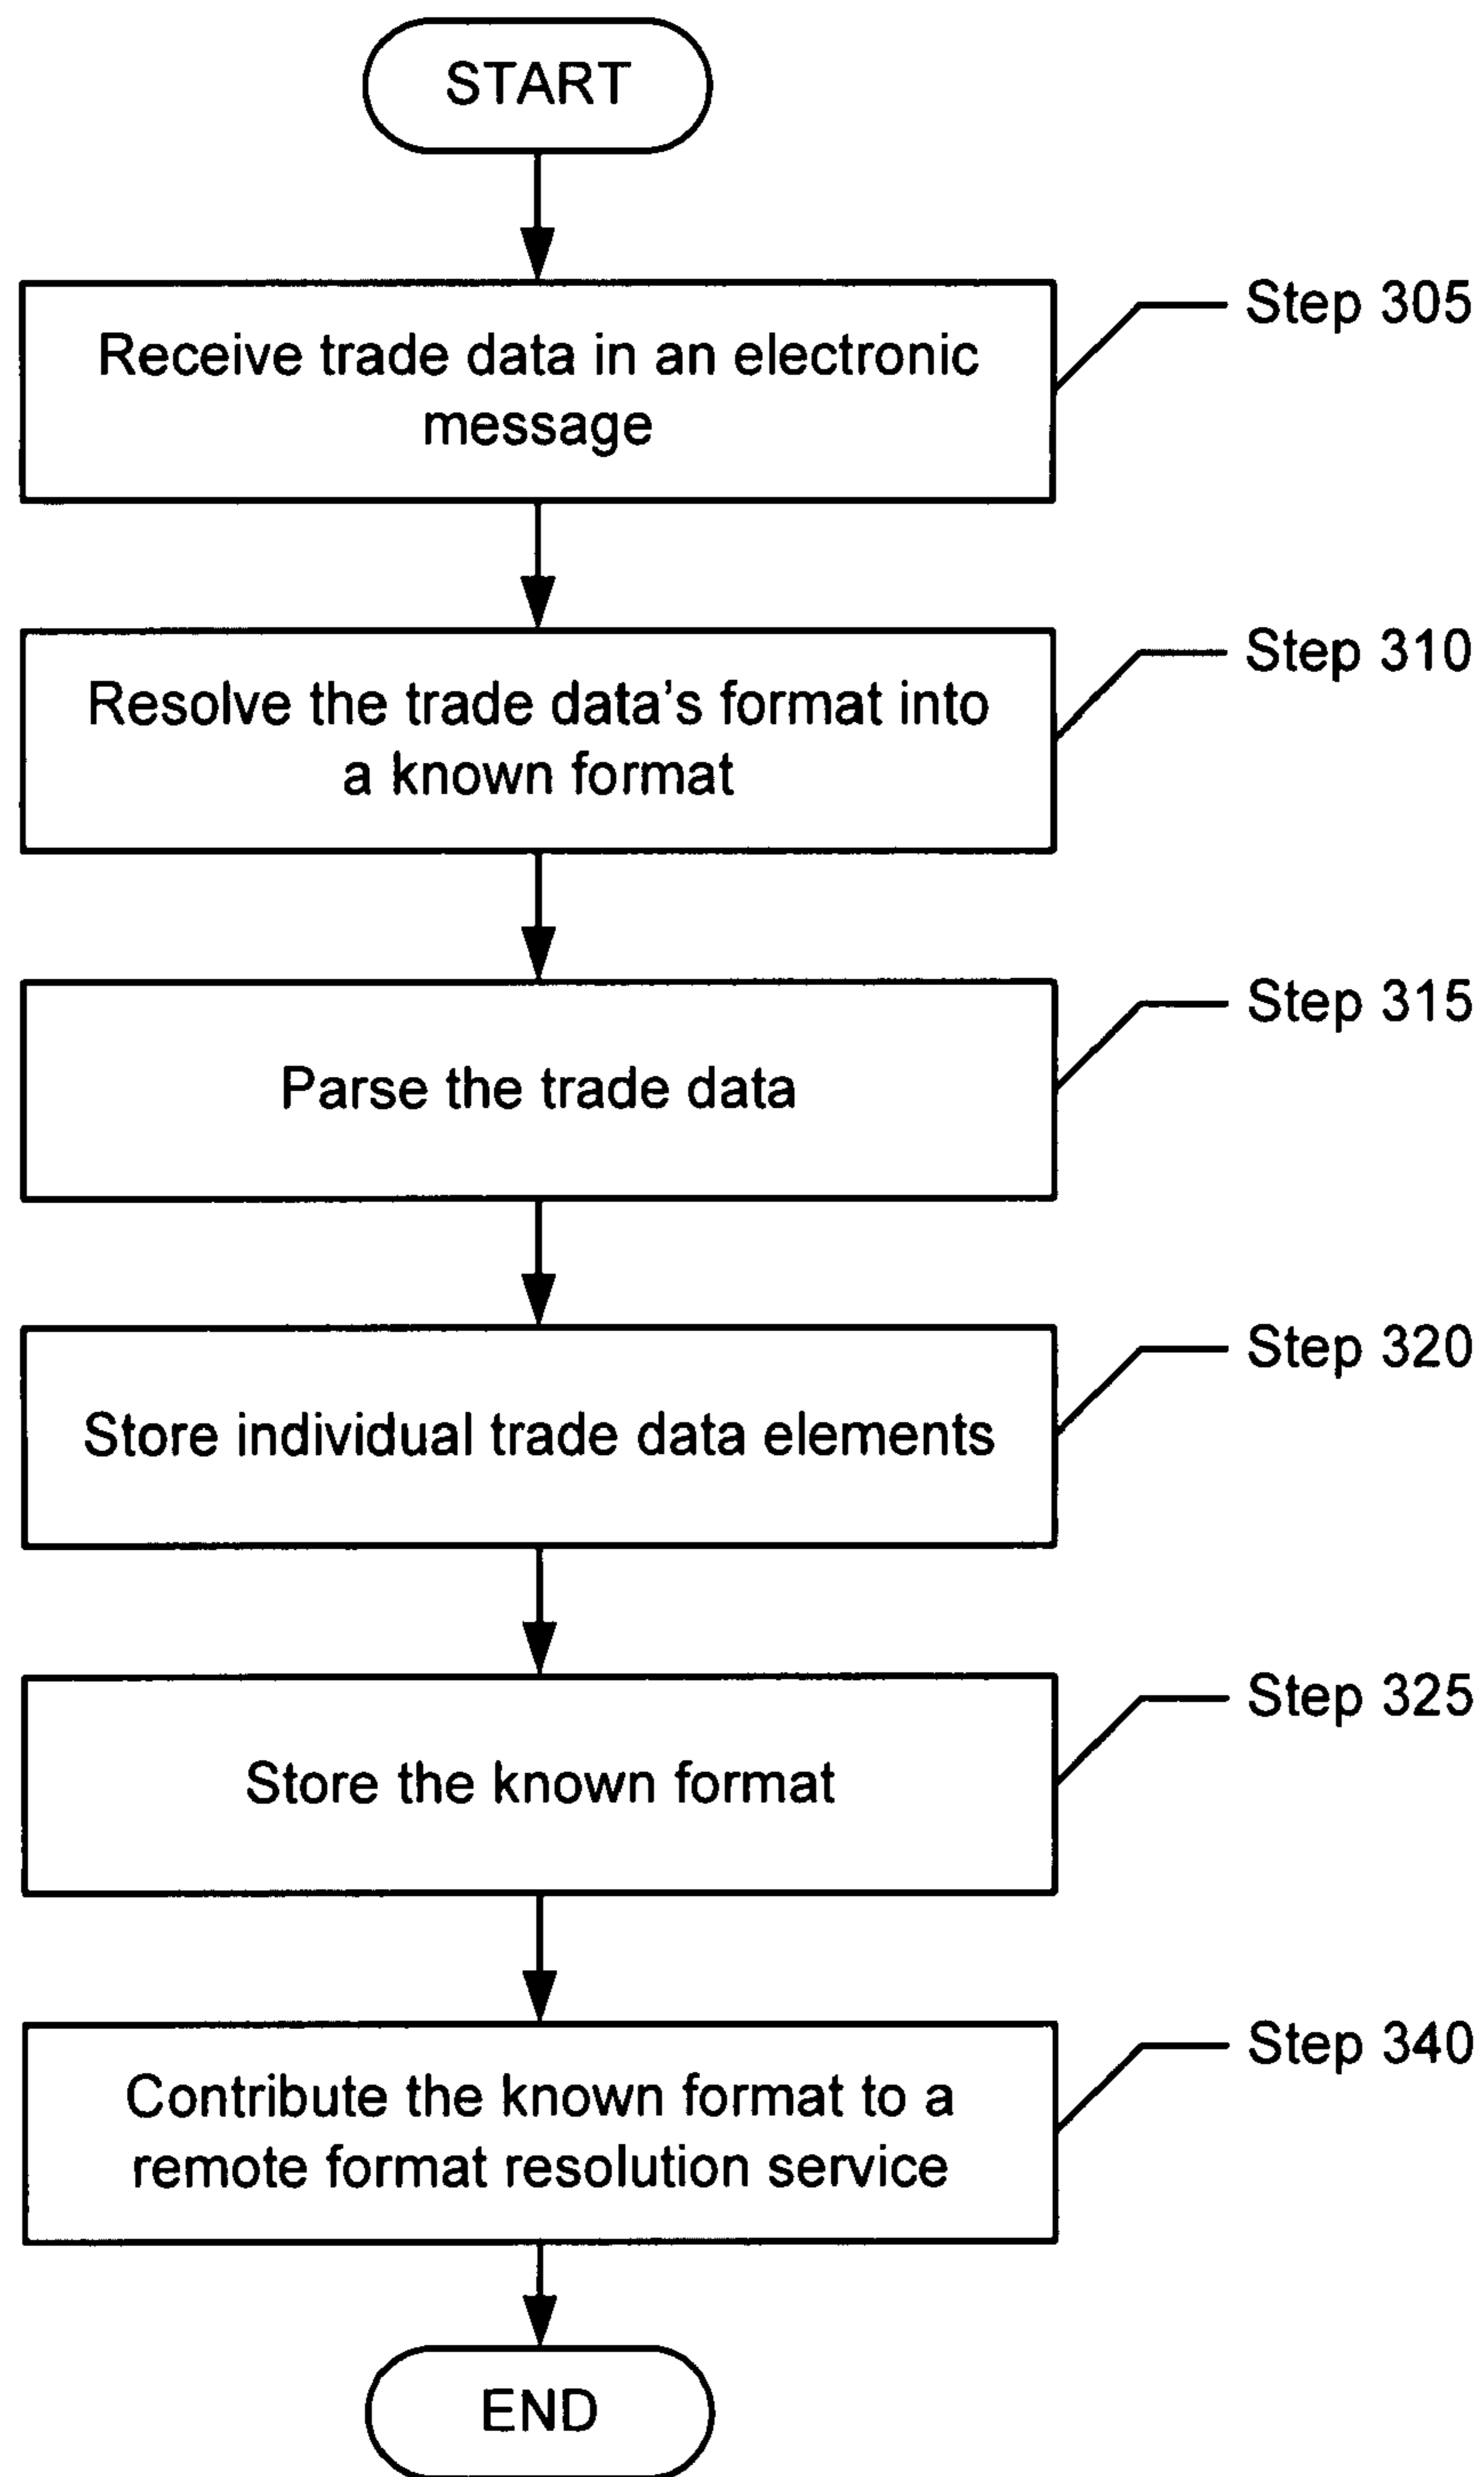 START
Receive trade data in an electronic
message
Step 305
Resolve the trade data’s format into
a known format
Step 310
Parse the trade data
Step 315
Store individual trade data elements
Step 320
Store the known format
Step 325
Contribute the known format to a
remote format resolution service
Step 340
END